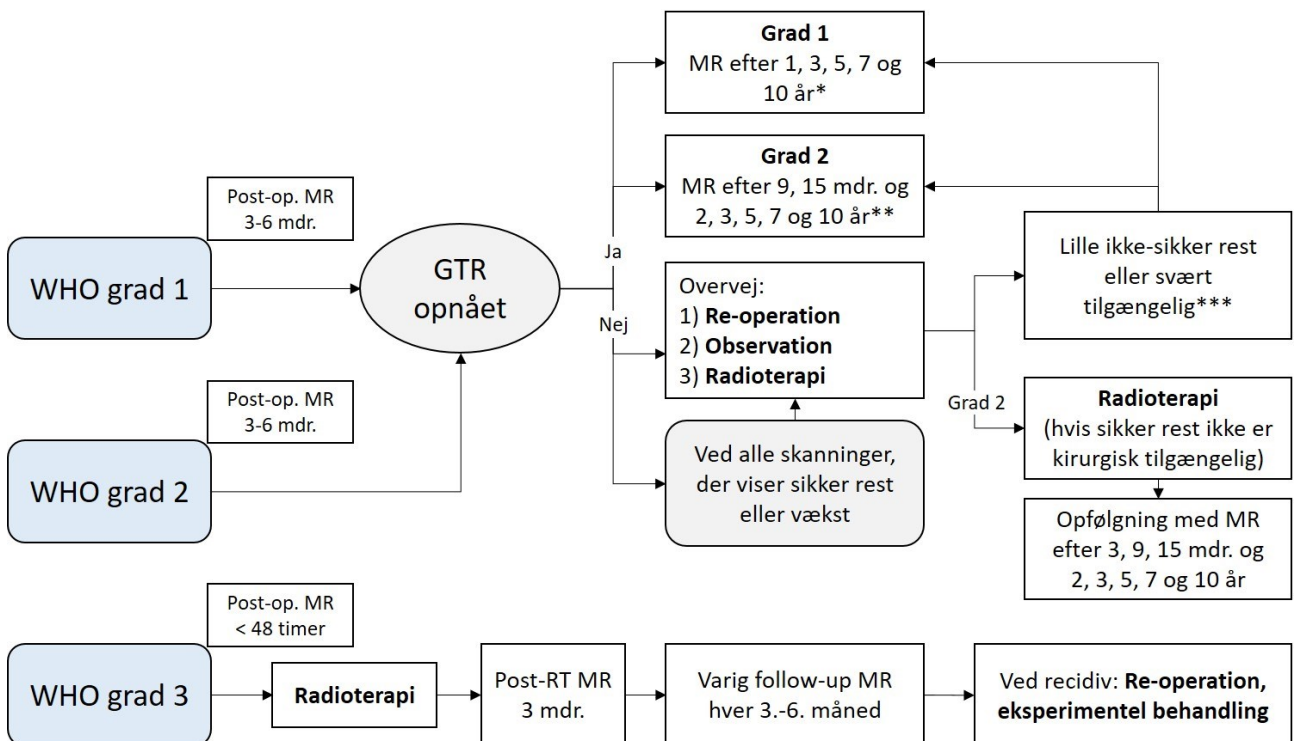 Grad 1
MR efter 1, 3, 5, 7 og
10 år*
Grad 2
MR efter 9, 15 mdr. og
2, 3, 5, 7 og 10 år**
Post-op. MR
3-6 mdr.
WHO grad 1
GTR
opnået
Ja
Nej
Overvej:
1) Re-operation
2) Observation
3) Radioterapi
Lille ikke-sikker rest
eller svært
tilgængelig***
Grad 2
Radioterapi
(hvis sikker rest ikke er
kirurgisk tilgængelig)
Post-op. MR
3-6 mdr.
WHO grad 2
Ved alle skanninger,
der viser sikker rest
eller vækst
Opfølgning med MR
efter 3, 9, 15 mdr. og
2, 3, 5, 7 og 10 år
Post-op. MR
< 48 timer
WHO grad 3
Radioterapi
Post-RT MR
3 mdr.
Varig follow-up MR
hver 3.-6. måned
Ved recidiv: Re-operation,
eksperimentel behandling